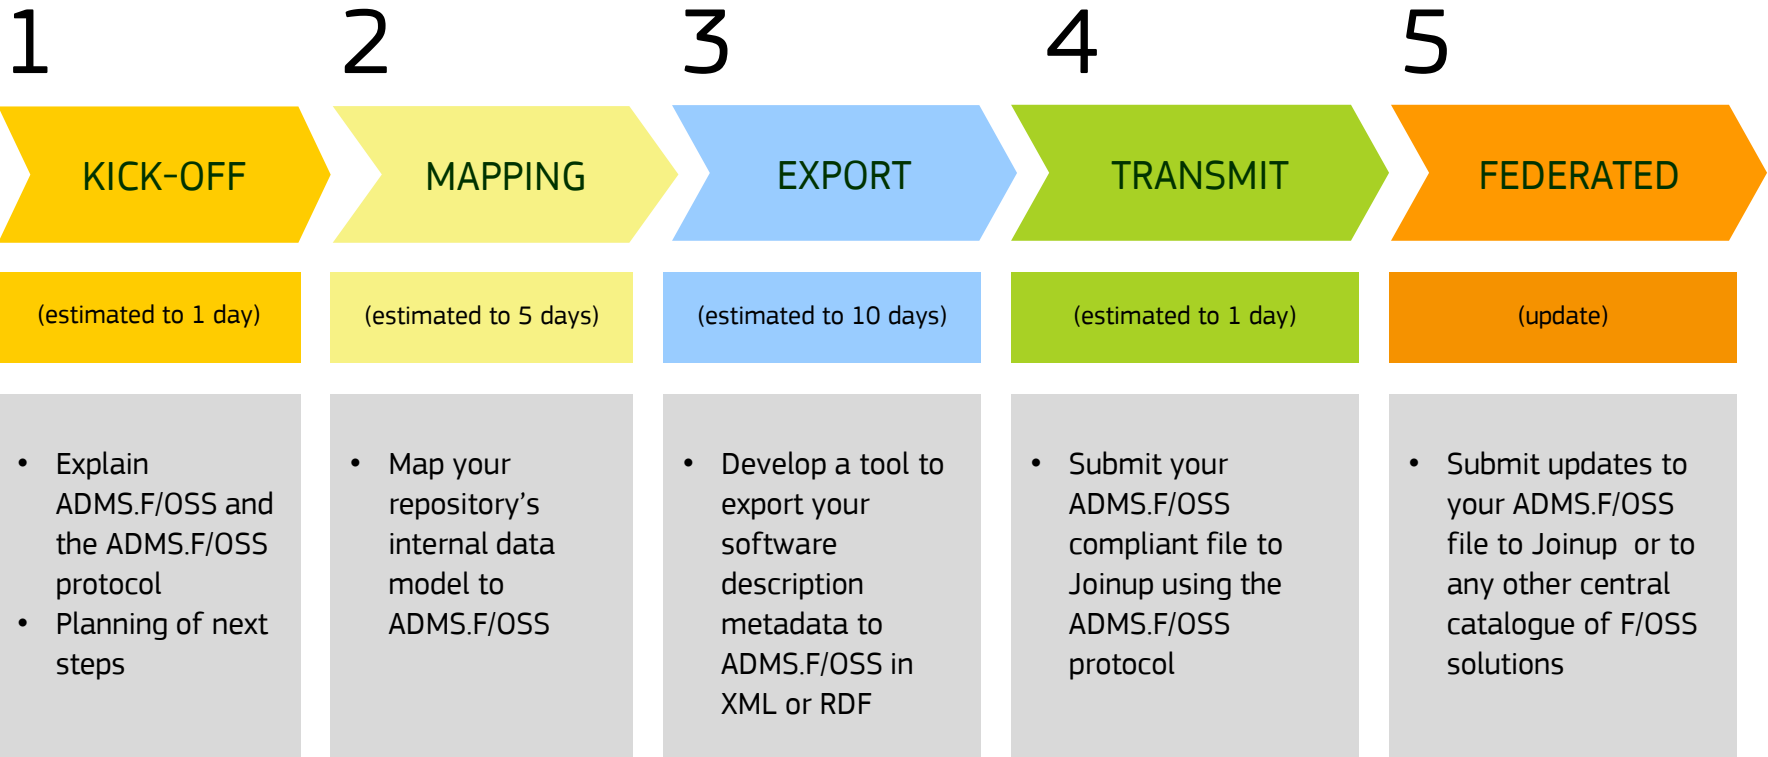 1
2
3
4
5
KICK-OFF
MAPPING
EXPORT
TRANSMIT
FEDERATED
(estimated to 1 day)
(estimated to 5 days)
(estimated to 10 days)
(estimated to 1 day)
(update)
• Explain
ADMS.F/OSS and
the ADMS.F/OSS
protocol
• Planning of next
steps
• Map your
repository’s
internal data
model to
ADMS.F/OSS
• Develop a tool to
export your
software
description
metadata to
ADMS.F/OSS in
XML or RDF
• Submit your
ADMS.F/OSS
compliant file to
Joinup using the
ADMS.F/OSS
protocol
• Submit updates to
your ADMS.F/OSS
file to Joinup or to
any other central
catalogue of F/OSS
solutions